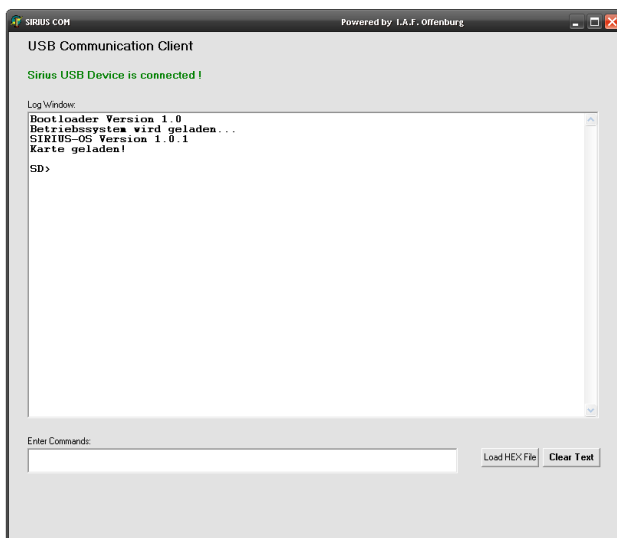 SIRIUS COM Powered by I.A.F. Offenburg
USB Communication Client
Sirius USB Device is connected !
Log Window:
Bootloader Version 1.0
Betriebssystem wird geladen...
SIRIUS-OS Version 1.0.1
Karte geladen!
SD>
Enter Commands:
Load HEX File Clear Text